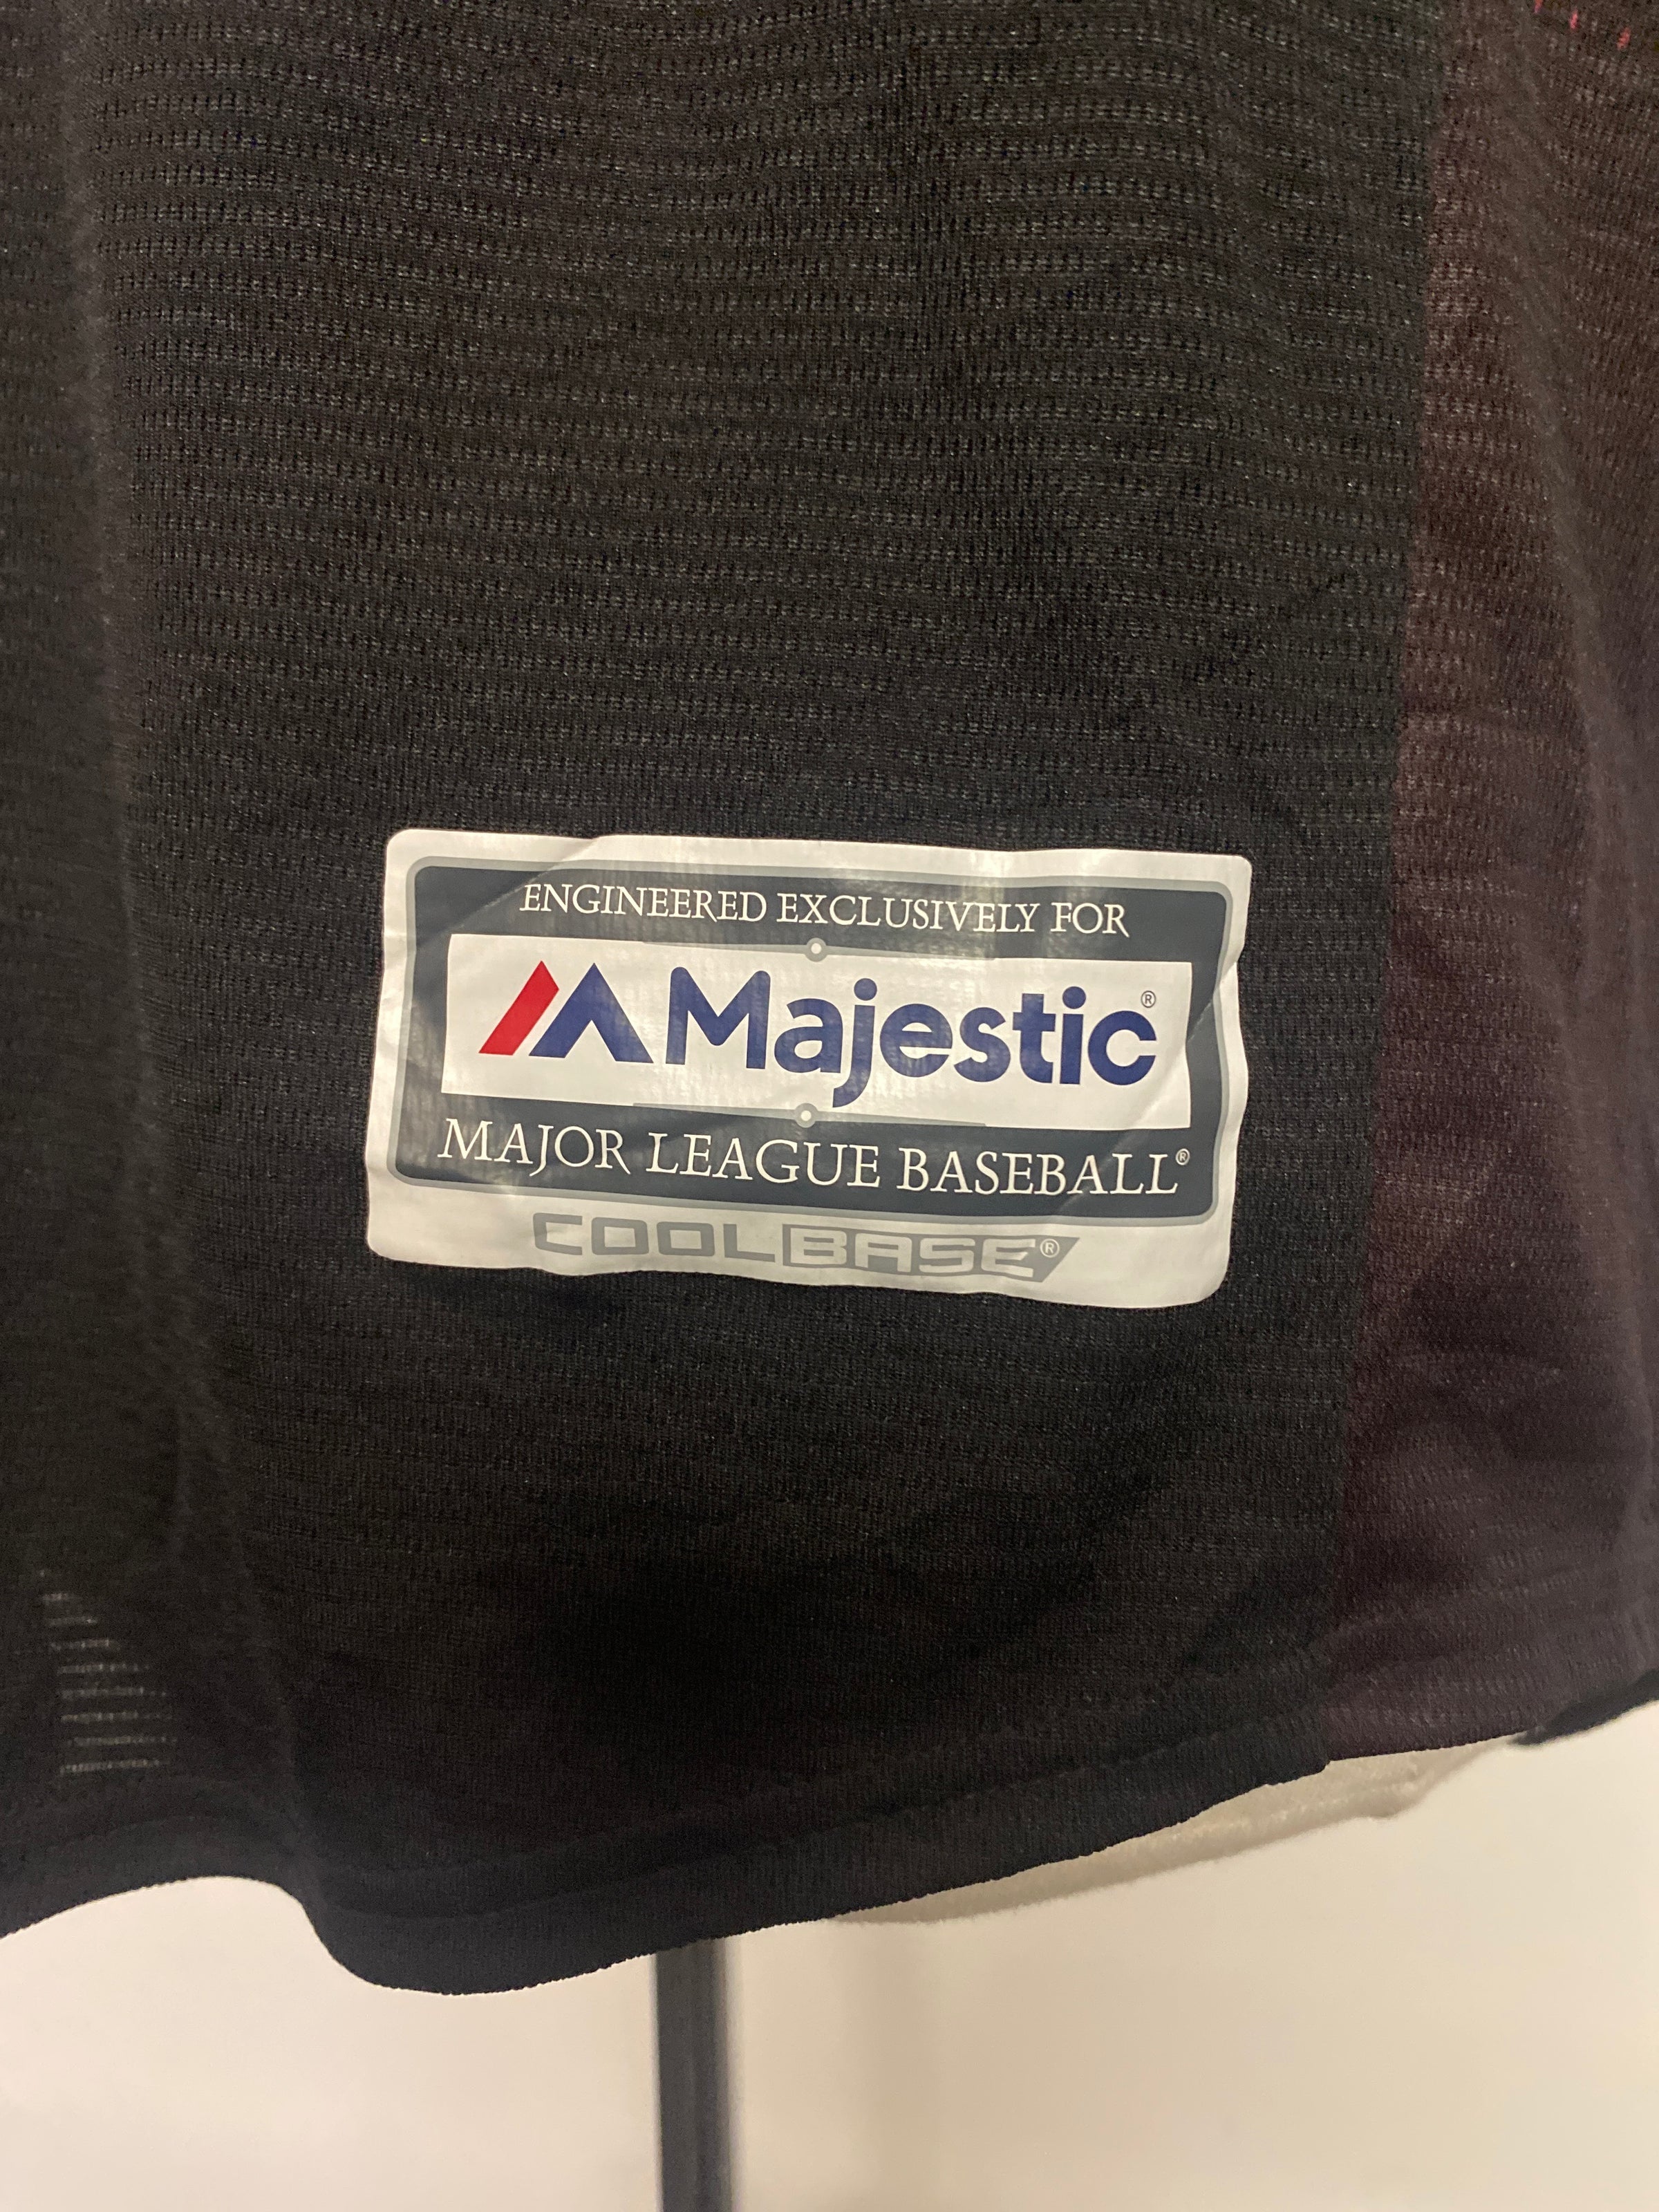 ENGINEERED EXCLUSIVELY FOR
Majestic®
MAJOR LEAGUE BASEBALL®
COOLBASE®